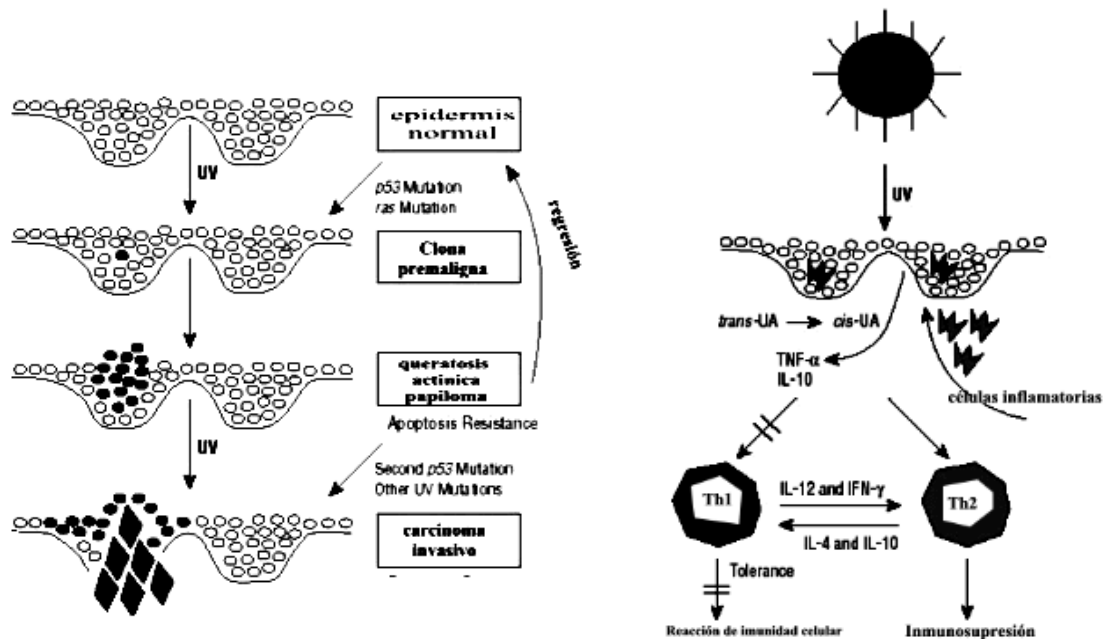 epidermis
normal
UV
p53 Mutation
ras Mutation
regresión
Clona
premaligna
queratosis
actinica
papiloma
Apoptosis Resistance
UV
Second p53 Mutation
Other UV Mutations
carcinoma
invasivo
UV
trans-UA
cis-UA
TNF-α
IL-10
células inflamatorias
Th1
IL-12 and IFN-γ
Th2
IL-4 and IL-10
Tolerance
Reacción de imunidad celular
Inmunosupresión